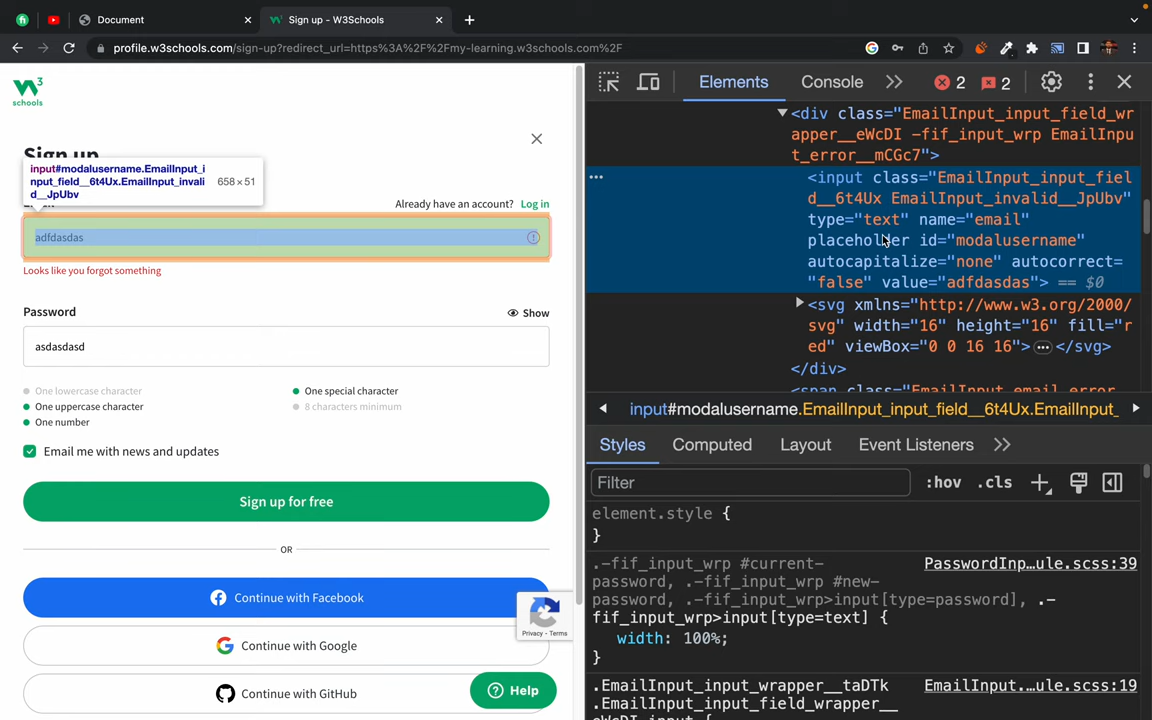 Document
Sign up - W3Schools
profile.w3schools.com/sign-up?redirect_url=https%3A%2F%2Fmy-learning.w3schools.com%2F
W3
schools
Sign up
input#modalusername.EmailInput_i
nput_field__6t4Ux.EmailInput_invali
d__JpUbv
658 × 51
Already have an account? Log in
adfdasdas
Looks like you forgot something
Password
Show
asdasdasd
One lowercase character
One special character
One uppercase character
8 characters minimum
One number
Email me with news and updates
Sign up for free
OR
Continue with Facebook
Continue with Google
Continue with GitHub
Privacy - Terms
Help
Elements
Console
2
2
<div class="EmailInput_input_field_wr
apper__eWcDI -fif_input_wrp EmailInpu
t_error__mCGc7">
<input class="EmailInput_input_fiel
d__6t4Ux EmailInput_invalid__JpUbv"
type="text" name="email"
placeholder id="modalusername"
autocapitalize="none" autocorrect=
"false" value="adfdasdas"> == $0
<svg xmlns="http://www.w3.org/2000/
svg" width="16" height="16" fill="r
ed" viewBox="0 0 16 16"> … </svg>
</div>
<span class="EmailInput_email_error
input#modalusername.EmailInput_input_field__6t4Ux.EmailInput_
Styles
Computed
Layout
Event Listeners
Filter
:hov
.cls
element.style {
}
.-fif_input_wrp #current-
PasswordInp…ule.scss:39
password, .-fif_input_wrp #new-
password, .-fif_input_wrp>input[type=password], .-
fif_input_wrp>input[type=text] {
width: 100%;
}
.EmailInput_input_wrapper__taDTk
EmailInput.…ule.scss:19
.EmailInput_input_field_wrapper__
eWcDI input {